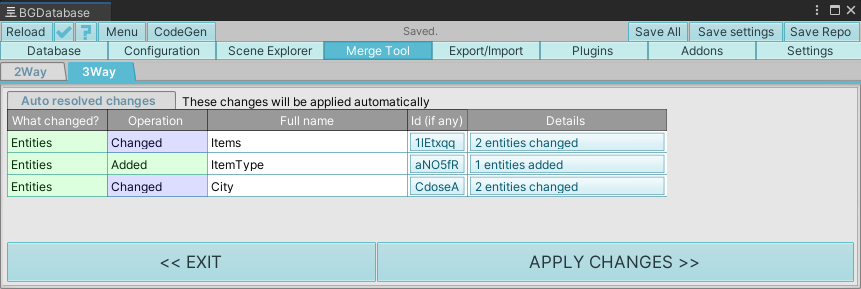 BGDatabase
Reload ? Menu CodeGen Saved. Save All Save settings Save Repo
Database Configuration Scene Explorer Merge Tool Export/Import Plugins Addons Settings
2Way 3Way
Auto resolved changes These changes will be applied automatically
What changed? Operation Full name Id (if any) Details
Entities Changed Items 1IEtxqq 2 entities changed
Entities Added ItemType aNO5fR 1 entities added
Entities Changed City CdoseA 2 entities changed
<< EXIT APPLY CHANGES >>